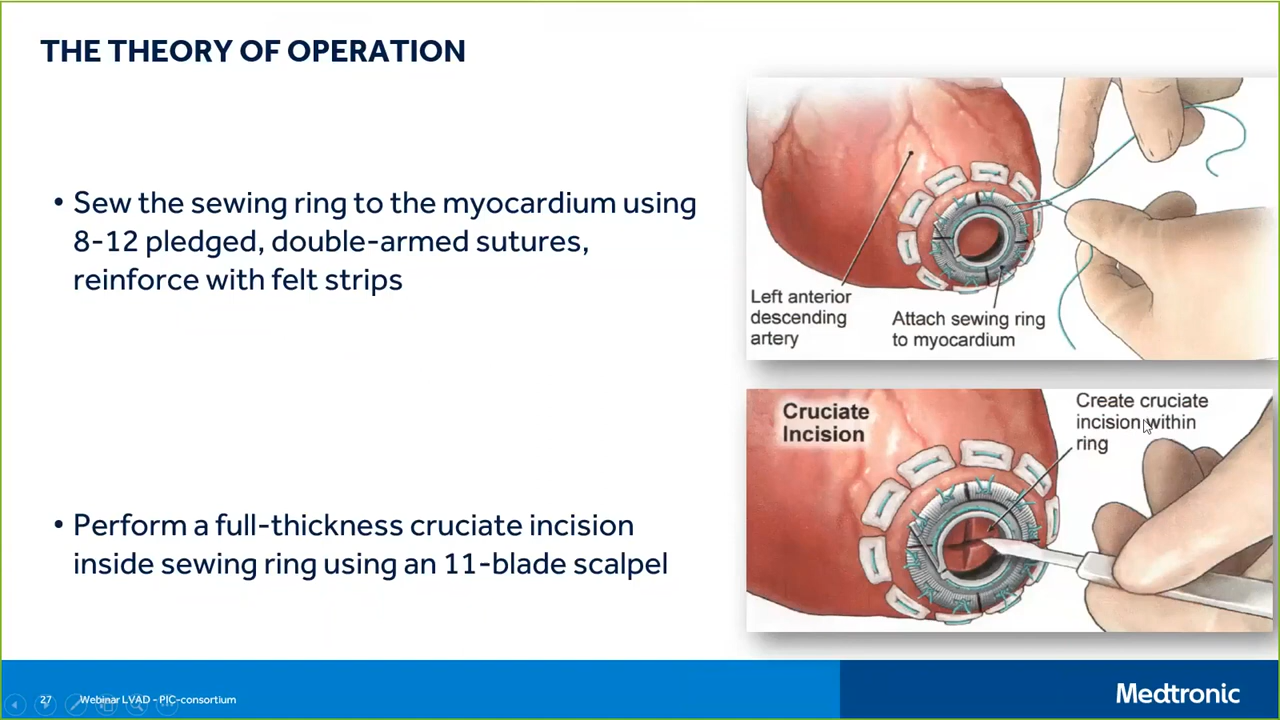 THE THEORY OF OPERATION
• Sew the sewing ring to the myocardium using
8-12 pledged, double-armed sutures,
reinforce with felt strips
Left anterior
descending
artery
Attach sewing ring
to myocardium
Cruciate
Incision
Create cruciate
incision within
ring
• Perform a full-thickness cruciate incision
inside sewing ring using an 11-blade scalpel
27
Webinar LVAD - PIC-consortium
Medtronic